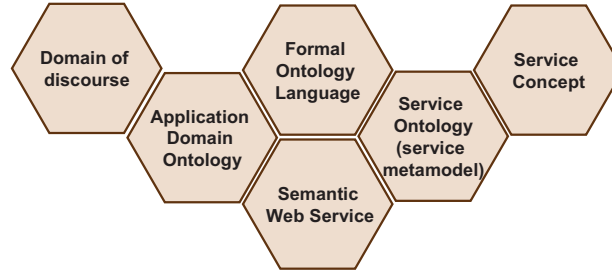 Domain of
discourse
Application
Domain
Ontology
Formal
Ontology
Language
Semantic
Web Service
Service
Ontology
(service
metamodel)
Service
Concept